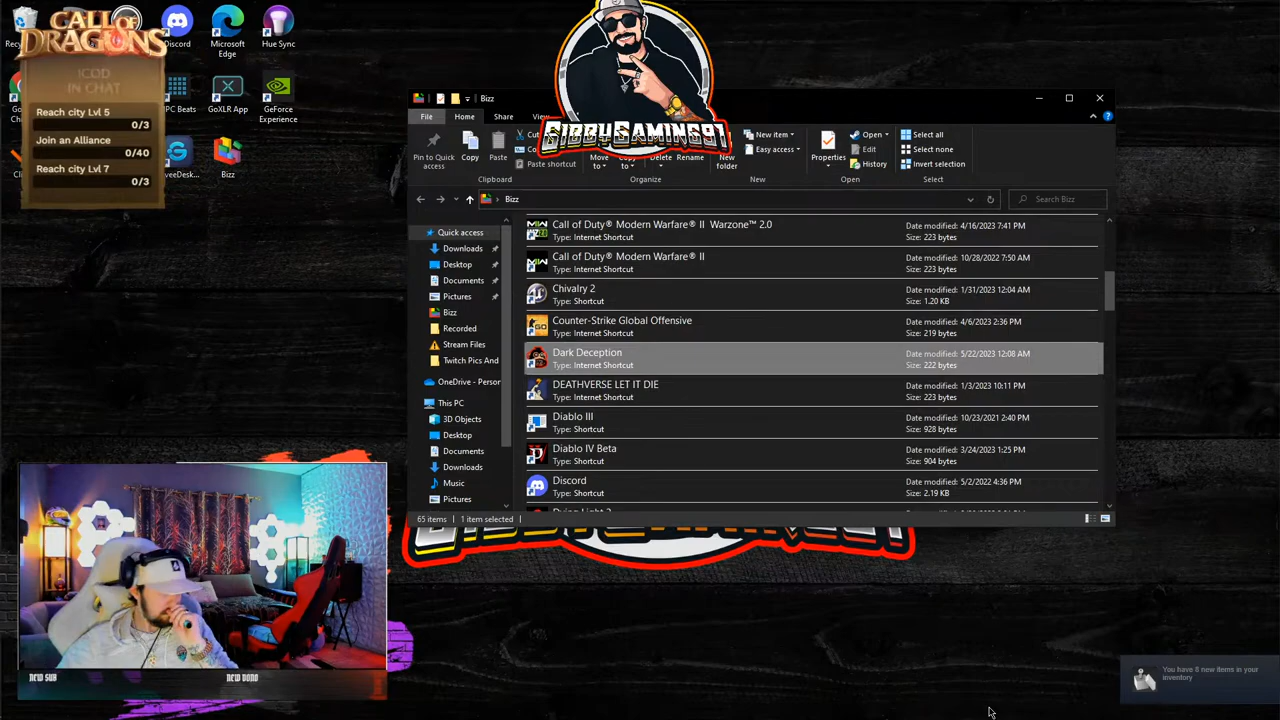 CALL OF
DRAGONS
!COD
IN CHAT
Reach city Lvl 5
0/3
Join an Alliance
0/40
Reach city Lvl 7
0/3
Discord
Microsoft
Edge
Hue Sync
PC Beats
GoXLR App
GeForce
Experience
Bizz
GIBBYGAMING91
Bizz
File
Home
Share
Pin to Quick
access
Copy
Paste
Paste shortcut
Clipboard
Move
to
Copy
to
Delete
Rename
Organize
New
folder
New item
Easy access
New
Properties
Open
Edit
History
Open
Select all
Select none
Invert selection
Select
Bizz
Search Bizz
Quick access
Downloads
Desktop
Documents
Pictures
Bizz
Recorded
Stream Files
Twitch Pics And
OneDrive - Person
This PC
3D Objects
Desktop
Documents
Downloads
Music
Pictures
Call of Duty® Modern Warfare® II Warzone™ 2.0
Type: Internet Shortcut
Date modified: 4/16/2023 7:41 PM
Size: 223 bytes
Call of Duty® Modern Warfare® II
Type: Internet Shortcut
Date modified: 10/28/2022 7:50 AM
Size: 223 bytes
Chivalry 2
Type: Shortcut
Date modified: 1/31/2023 12:04 AM
Size: 1.20 KB
Counter-Strike Global Offensive
Type: Internet Shortcut
Date modified: 4/6/2023 2:36 PM
Size: 219 bytes
Dark Deception
Type: Internet Shortcut
Date modified: 5/22/2023 12:08 AM
Size: 222 bytes
DEATHVERSE LET IT DIE
Type: Internet Shortcut
Date modified: 1/3/2023 10:11 PM
Size: 223 bytes
Diablo III
Type: Shortcut
Date modified: 10/23/2021 2:40 PM
Size: 928 bytes
Diablo IV Beta
Type: Shortcut
Date modified: 3/24/2023 1:25 PM
Size: 904 bytes
Discord
Type: Shortcut
Date modified: 5/2/2022 4:36 PM
Size: 2.19 KB
65 items
1 item selected
NEW SUB
NEW DONO
You have 8 new items in your
inventory